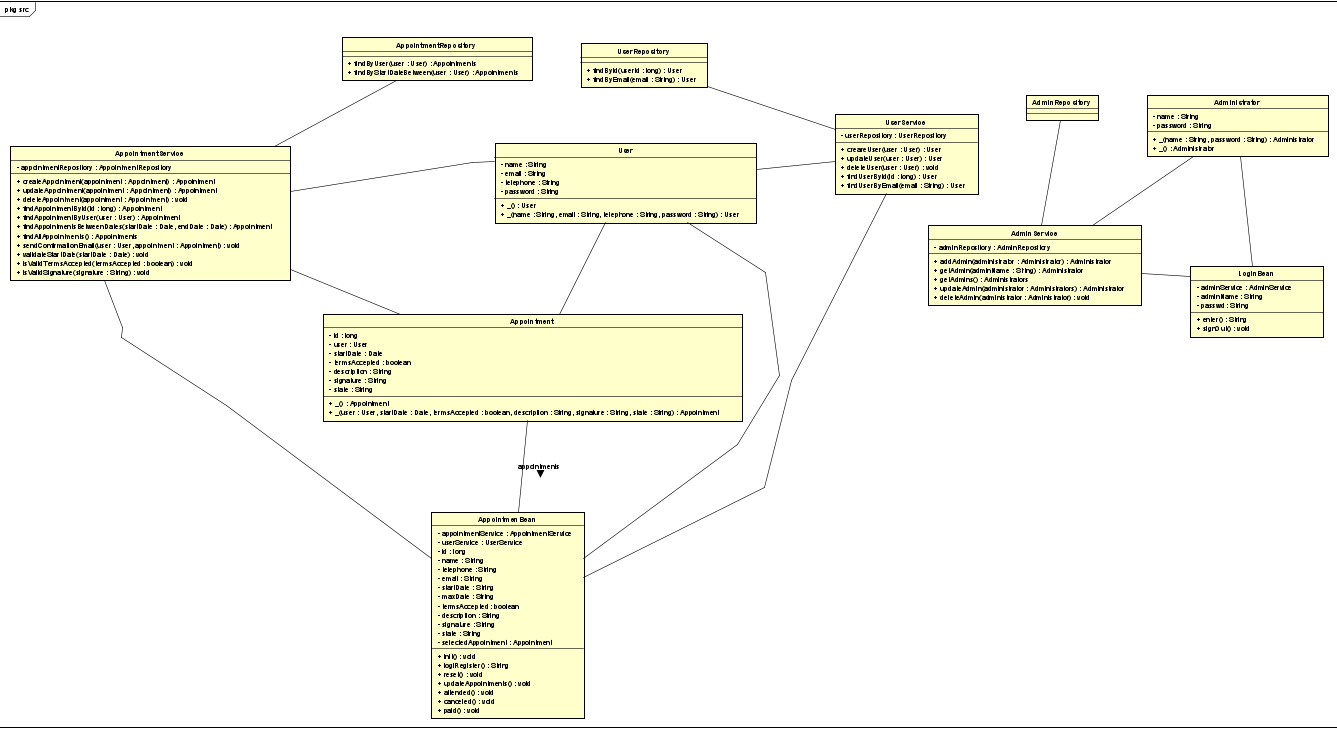 pkg src
AppointmentRepository
+ findByUser(user : User) : Appointments
+ findByStartDateBetween(user : User) : Appointments
UserRepository
+ findById(userId : long) : User
+ findByEmail(email : String) : User
AppointmentService
- appointmentRepository : AppointmentRepository
+ createAppointment(appointment : Appointment) : Appointment
+ updateAppointment(appointment : Appointment) : Appointment
+ deleteAppointment(appointment : Appointment) : void
+ findAppointmentById(id : long) : Appointment
+ findAppointmentByUser(user : User) : Appointment
+ findAppointmentsBetweenDates(startDate : Date, endDate : Date) : Appointment
+ findAllAppointments() : Appointments
+ sendConfirmationEmail(user : User, appointment : Appointment) : void
+ validateStartDate(startDate : Date) : void
+ isValidTermsAccepted(termsAccepted : boolean) : void
+ isValidSignature(signature : String) : void
User
- name : String
- email : String
- telephone : String
- password : String
+ _() : User
+ _(name : String, email : String, telephone : String, password : String) : User
UserService
- userRepository : UserRepository
+ createUser(user : User) : User
+ updateUser(user : User) : User
+ deleteUser(user : User) : void
+ findUserById(id : long) : User
+ findUserByEmail(email : String) : User
AdminRepository
Administrator
- name : String
- password : String
+ _(name : String, password : String) : Administrator
+ _() : Administrator
AdminService
- adminRepository : AdminRepository
+ addAdmin(administrador : Administrator) : Administrator
+ getAdmin(adminName : String) : Administrator
+ getAdmins() : Administrators
+ updateAdmin(administrator : Administrators) : Administrator
+ deleteAdmin(administrator : Administrator) : void
LoginBean
- adminService : AdminService
- adminName : String
- passwd : String
+ enter() : String
+ signOut() : void
Appointment
- id : long
- user : User
- startDate : Date
- termsAccepted : boolean
- description : String
- signature : String
- state : String
+ _() : Appointment
+ _(user : User, startDate : Date, termsAccepted : boolean, description : String, signature : String, state : String) : Appointment
appointments
AppointmenBean
- appointmentService : AppointmentService
- userService : UserService
- id : long
- name : String
- telephone : String
- email : String
- startDate : String
- maxDate : String
- termsAccepted : boolean
- description : String
- signature : String
- state : String
- selectedAppointment : Appointment
+ init() : void
+ logiRegister() : String
+ reset() : void
+ updateAppointments() : void
+ attended() : void
+ canceled() : void
+ paid() : void